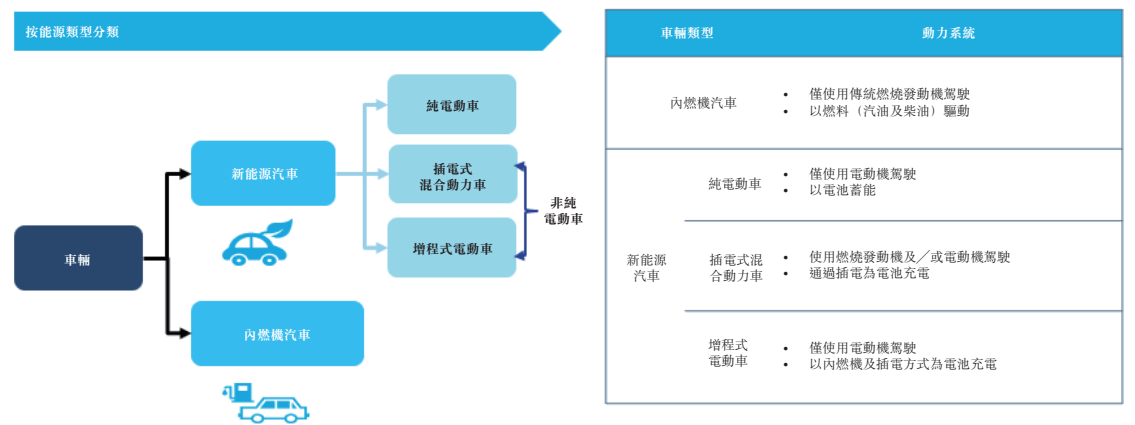 按能源類型分類
純電動車
新能源汽車
插電式
混合動力車
非純
電動車
增程式電動車
車輛
內燃機汽車
車輛類型
動力系統
內燃機汽車
• 僅使用傳統燃燒發動機駕駛
• 以燃料（汽油及柴油）驅動
新能源
汽車
純電動車
• 僅使用電動機駕駛
• 以電池蓄能
插電式混
合動力車
• 使用燃燒發動機及╱或電動機駕駛
• 通過插電為電池充電
增程式
電動車
• 僅使用電動機駕駛
• 以內燃機及插電方式為電池充電